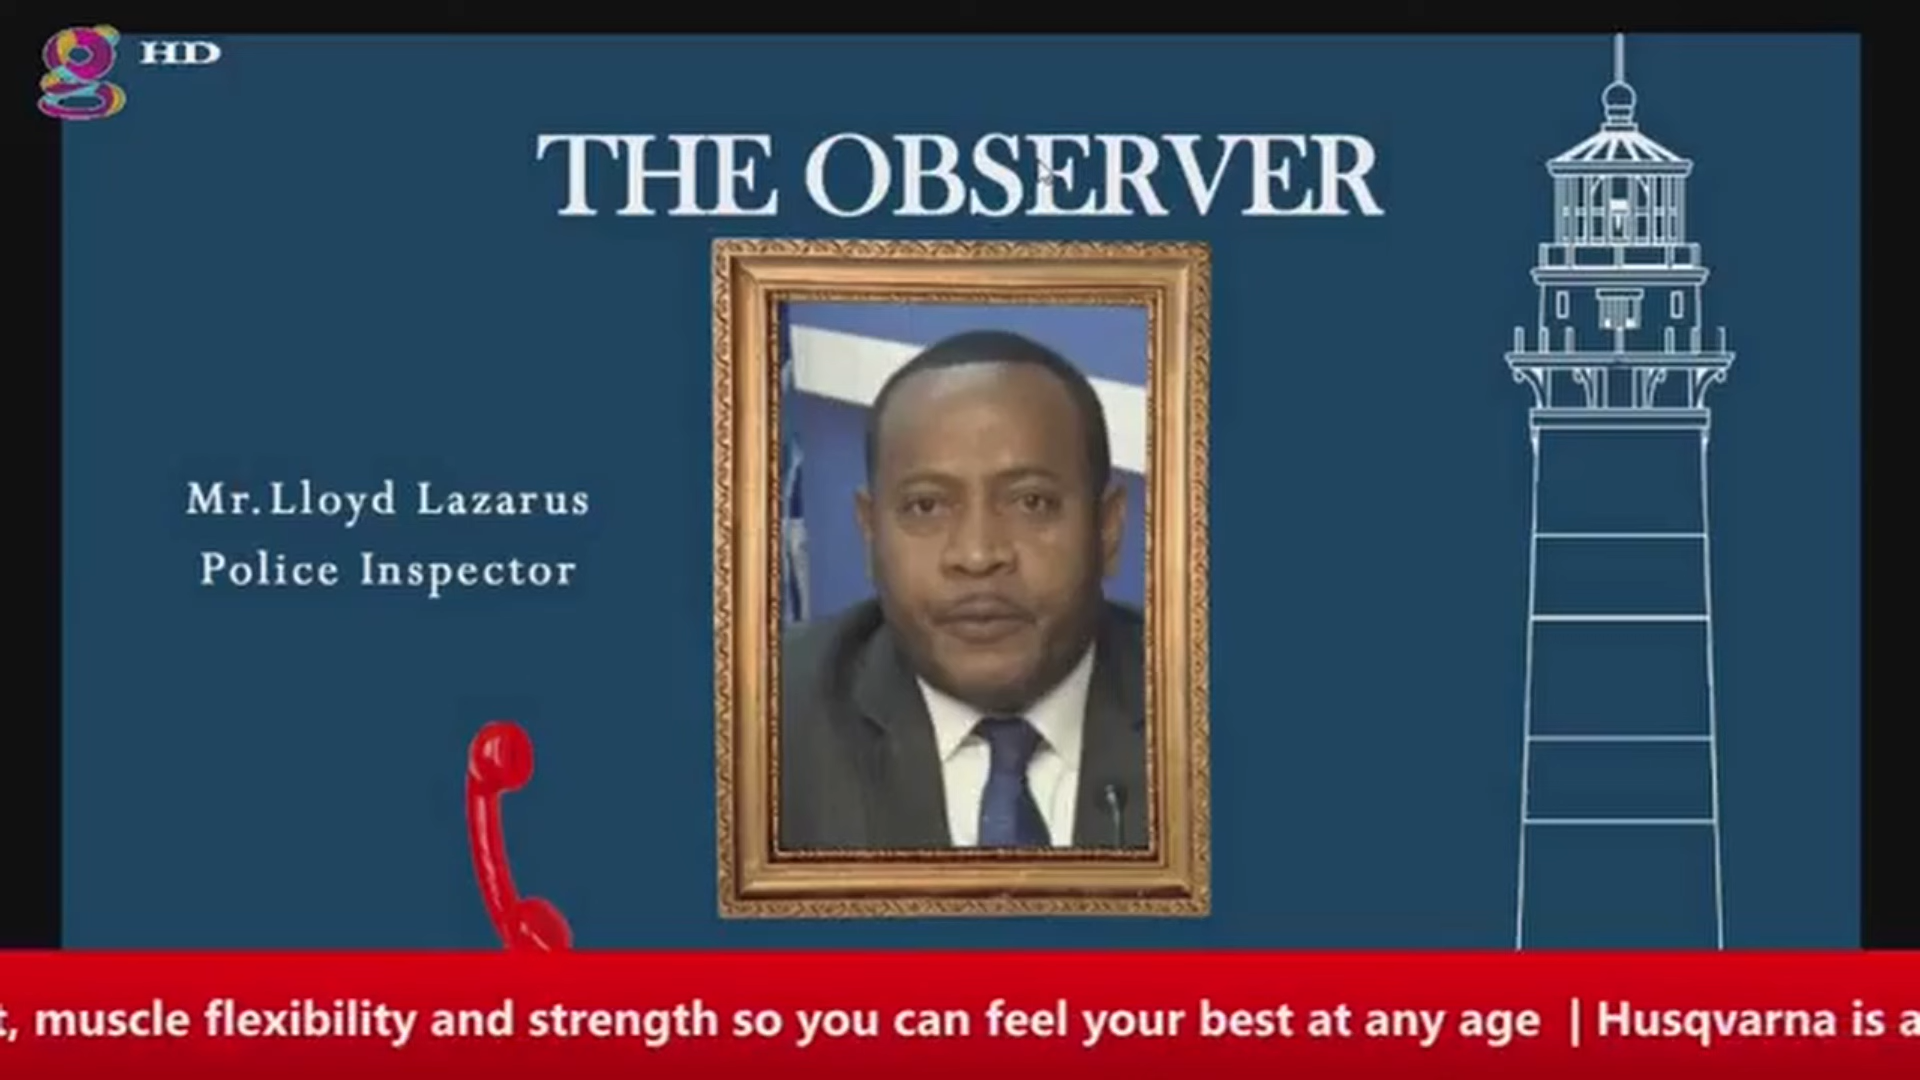 g HD
THE OBSERVER
Mr.Lloyd Lazarus
Police Inspector
, muscle flexibility and strength so you can feel your best at any age | Husqvarna is